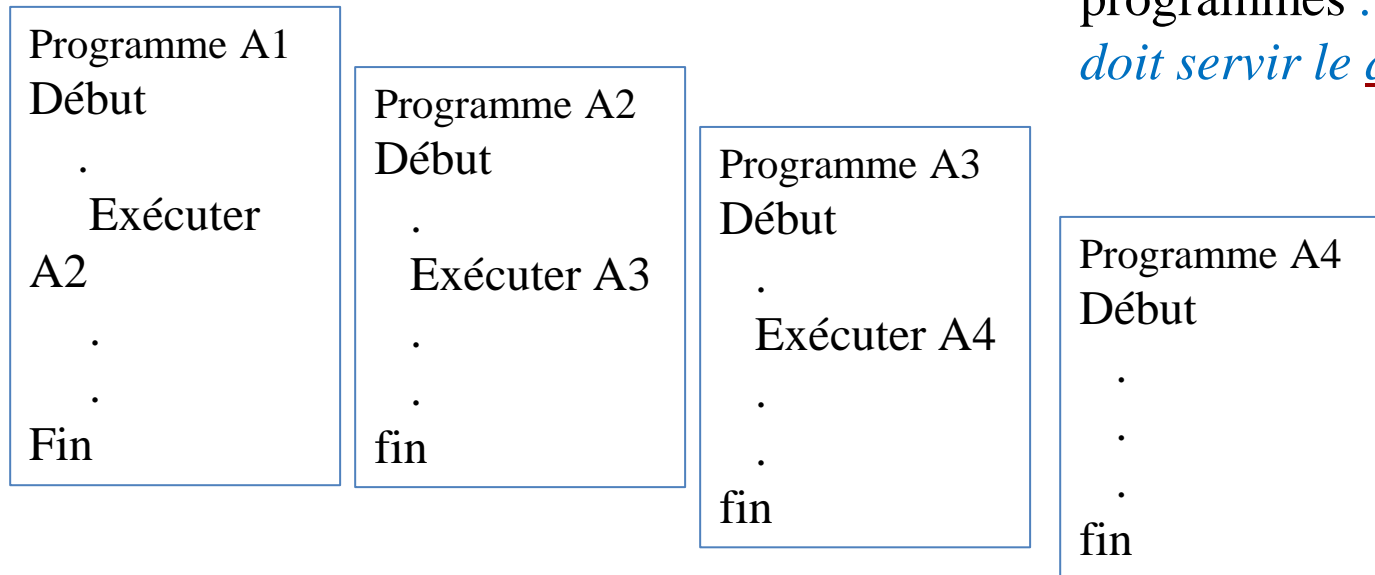 programmes :
doit servir le
Programme A1
Début
.
Exécuter
A2
.
.
Fin
Programme A2
Début
.
Exécuter A3
.
.
fin
Programme A3
Début
.
Exécuter A4
.
.
fin
Programme A4
Début
.
.
.
fin